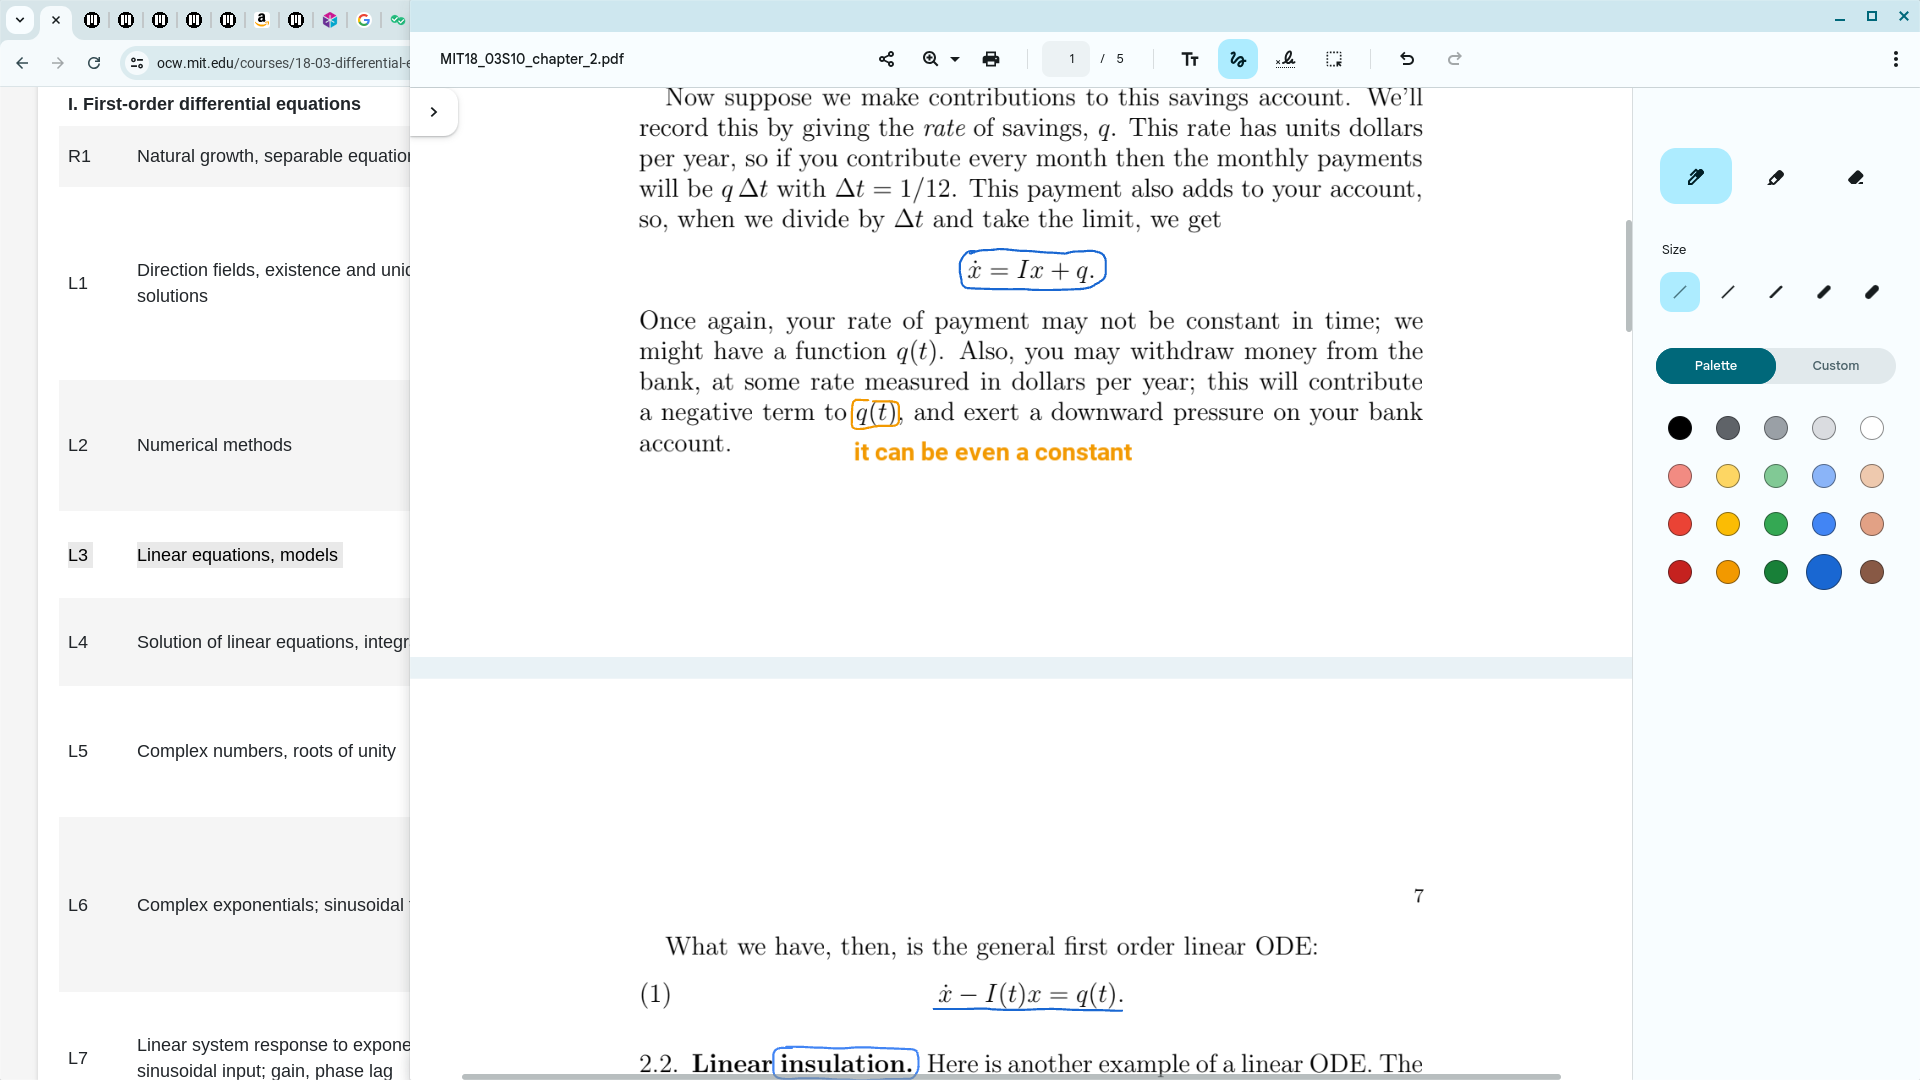 MIT18_03S10_chapter_2.pdf
1 / 5
ocw.mit.edu/courses/18-03-differential-e
I. First-order differential equations
R1 Natural growth, separable equation
L1 Direction fields, existence and uniq
solutions
L2 Numerical methods
L3 Linear equations, models
L4 Solution of linear equations, integr
L5 Complex numbers, roots of unity
L6 Complex exponentials; sinusoidal
L7 Linear system response to expone
sinusoidal input; gain, phase lag
Now suppose we make contributions to this savings account. We'll
record this by giving the rate of savings, q. This rate has units dollars
per year, so if you contribute every month then the monthly payments
will be q Δt with Δt = 1/12. This payment also adds to your account,
so, when we divide by Δt and take the limit, we get
ẋ = Ix + q.
Once again, your rate of payment may not be constant in time; we
might have a function q(t). Also, you may withdraw money from the
bank, at some rate measured in dollars per year; this will contribute
a negative term to q(t), and exert a downward pressure on your bank
account.
it can be even a constant
7
What we have, then, is the general first order linear ODE:
(1) ẋ − I(t)x = q(t).
2.2. Linear insulation. Here is another example of a linear ODE. The
Size
Palette
Custom